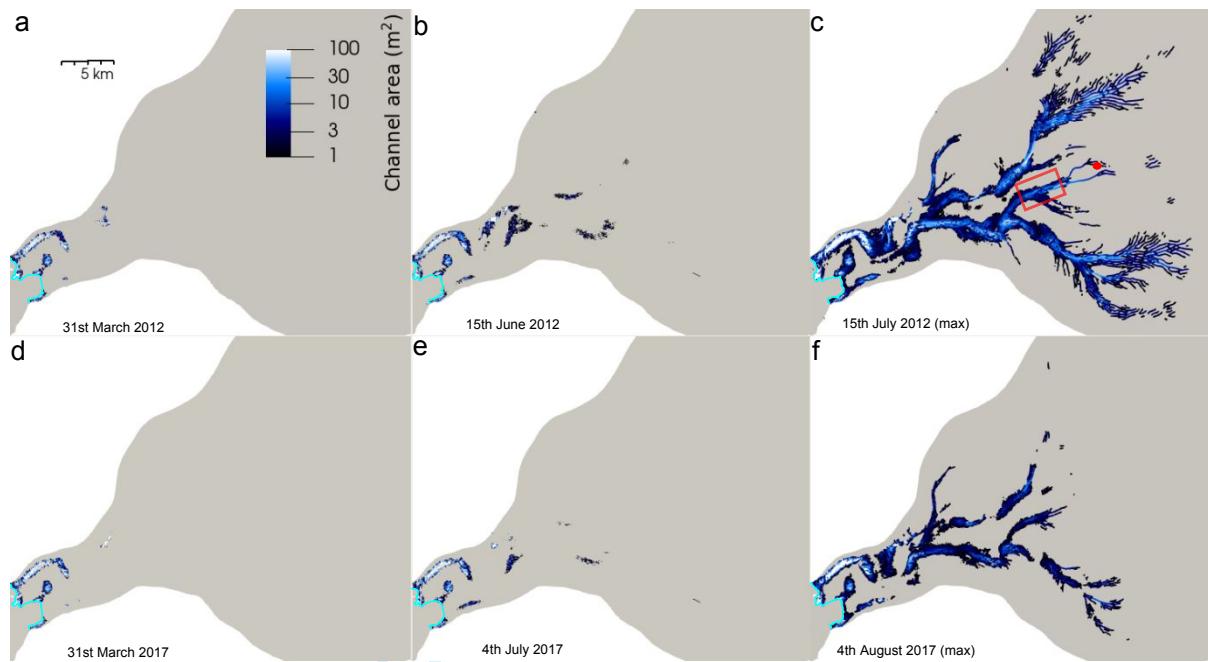 a
b
c
5 km
100
30
10
3
1
Channel area (m²)
31st March 2012
15th June 2012
15th July 2012 (max)
d
e
f
31st March 2017
4th July 2017
4th August 2017 (max)